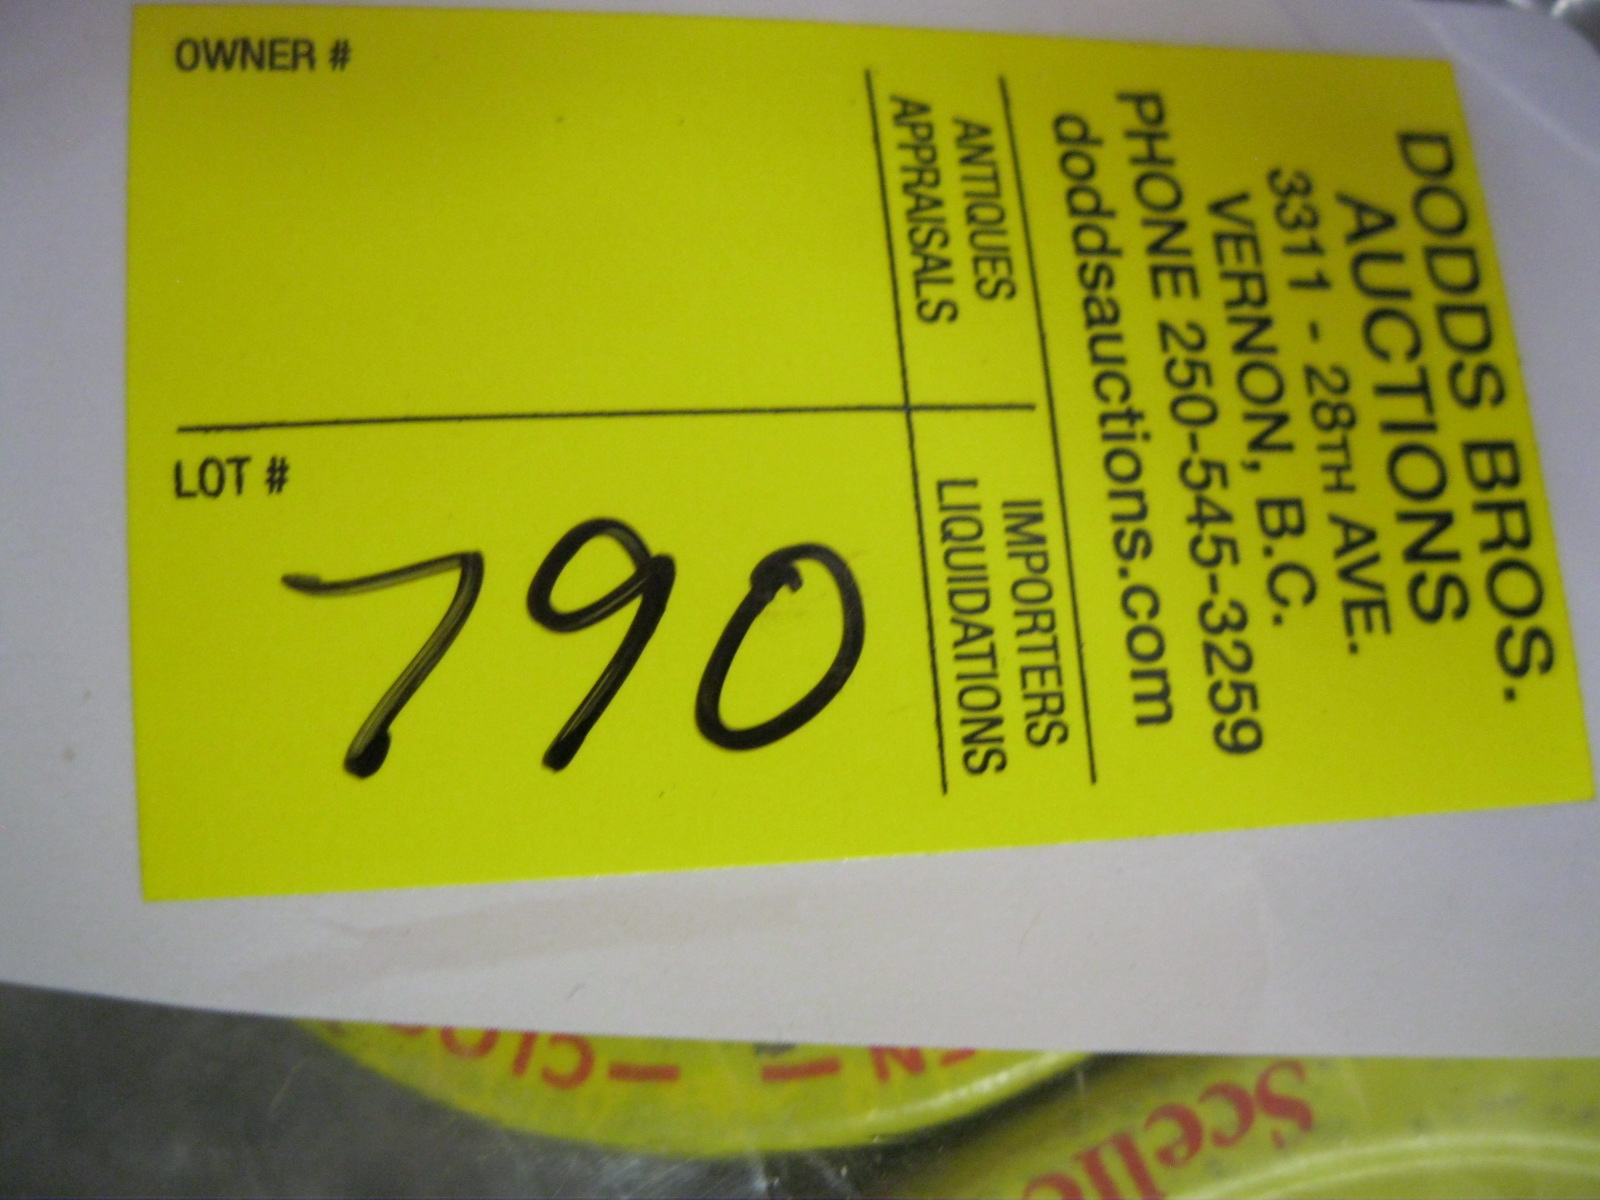 DODDS BROS.
AUCTIONS
3311 - 28TH AVE.
VERNON, B.C.
PHONE 250-545-3259
doddsauctions.com
ANTIQUES
APPRAISALS
IMPORTERS
LIQUIDATIONS
OWNER #
LOT #
790